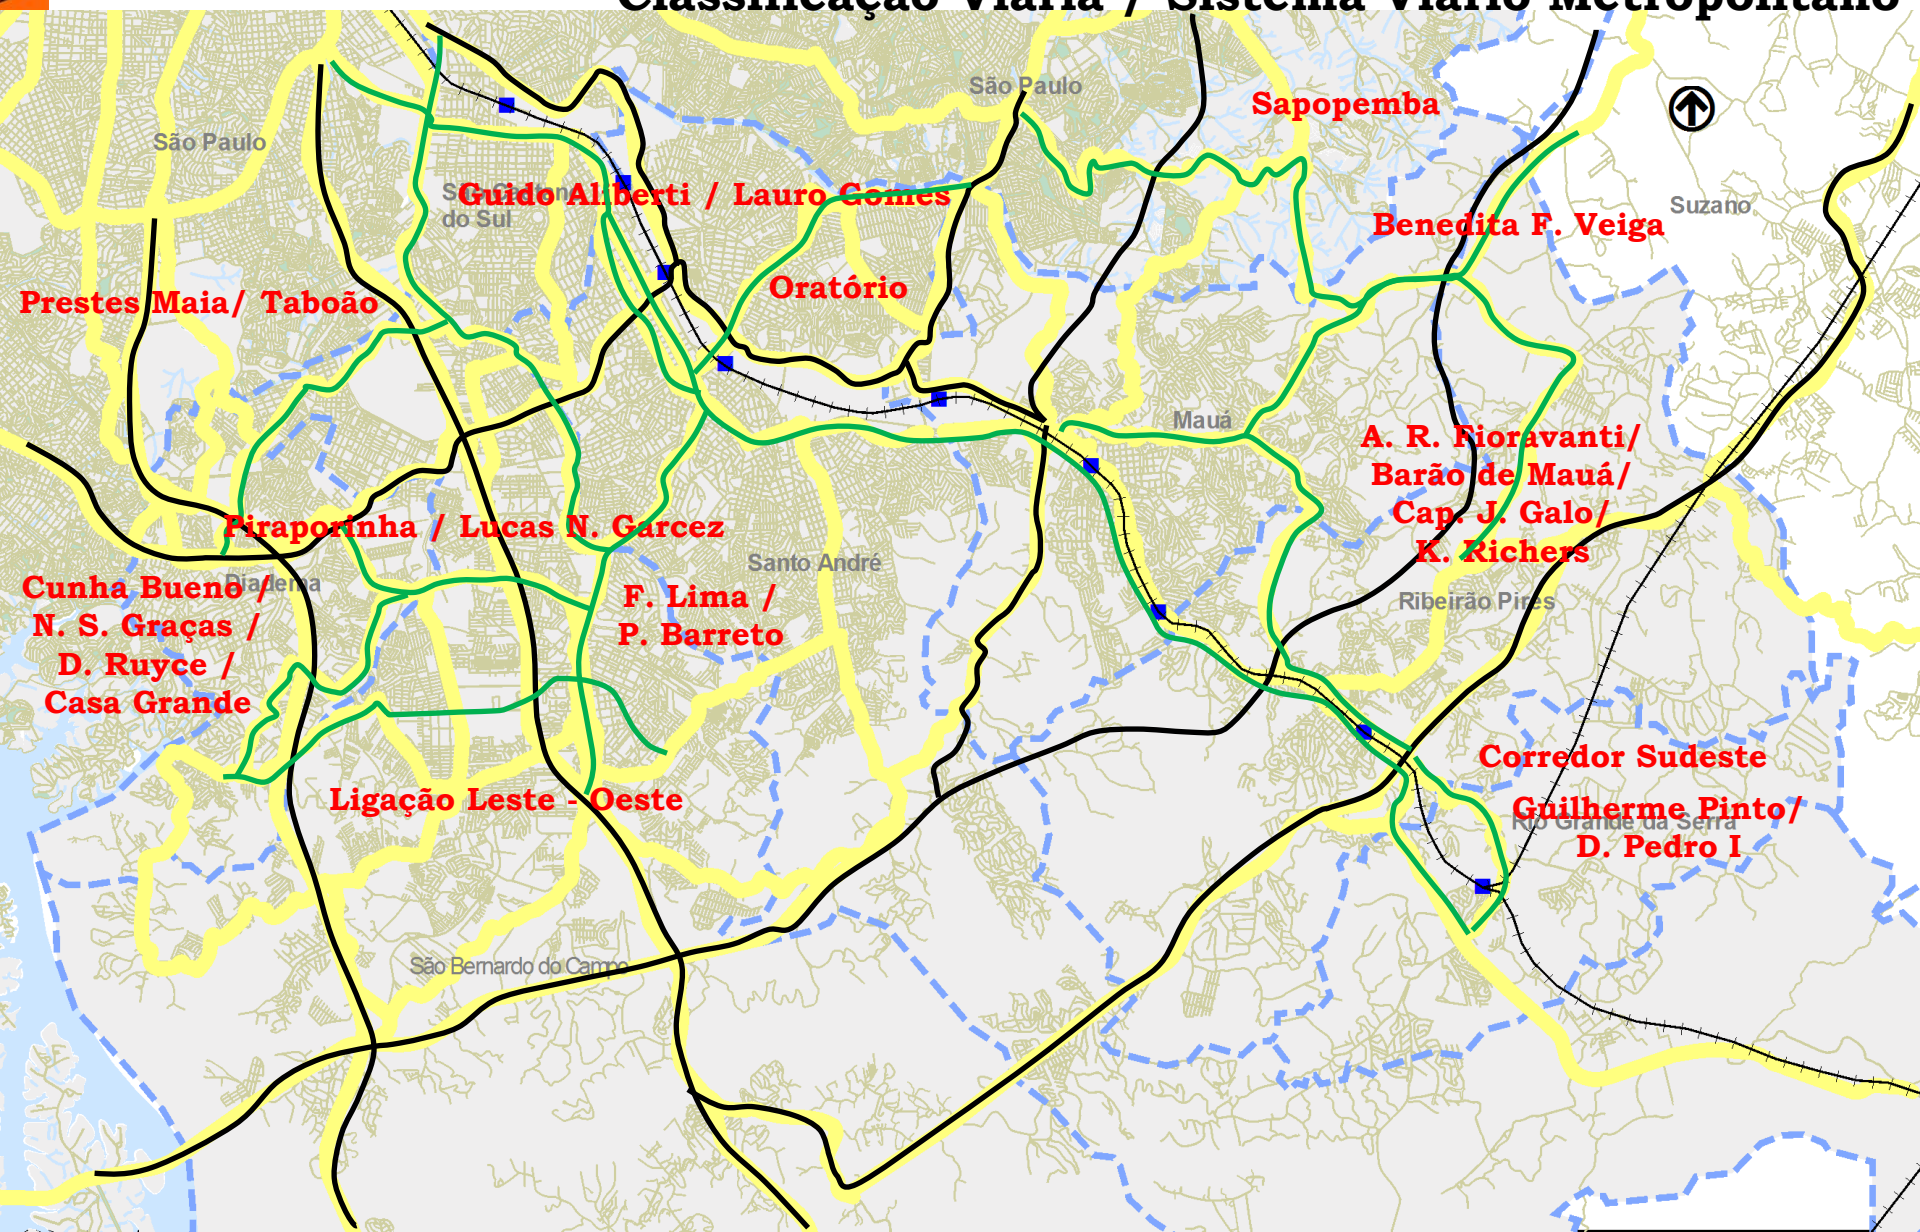 Classificação Viária / Sistema Viário Metropolitano
São Paulo
Sapopemba
São Paulo
São Caetano
do Sul
Guido Aliberti / Lauro Gomes
Suzano
Benedita F. Veiga
Oratório
Prestes Maia/ Taboão
Mauá
A. R. Fioravanti/
Barão de Mauá/
Cap. J. Galo/
K. Richers
Piraporinha / Lucas N. Garcez
Santo André
Diadema
Cunha Bueno /
N. S. Graças /
D. Ruyce /
Casa Grande
F. Lima /
P. Barreto
Ribeirão Pires
Corredor Sudeste
Ligação Leste - Oeste
Guilherme Pinto/
D. Pedro I
Rio Grande da Serra
São Bernardo do Campo